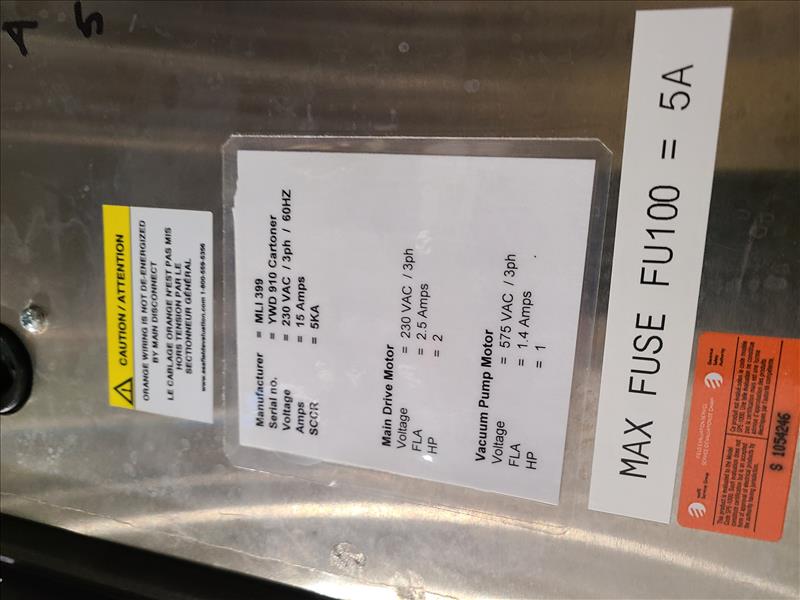 A 5
CAUTION / ATTENTION
ORANGE WIRING IS NOT DE-ENERGIZED
BY MAIN DISCONNECT
LE CABLAGE ORANGE N'EST PAS MIS
HORS TENSION PAR LE
SECTIONNEUR GÉNÉRAL
Manufacturer = MLI 399
Serial no. = YWD 910 Cartoner
Voltage = 230 VAC / 3ph / 60HZ
Amps = 15 Amps
SCCR = 5KA
Main Drive Motor
Voltage = 230 VAC / 3ph
FLA = 2.5 Amps
HP = 2
Vacuum Pump Motor
Voltage = 575 VAC / 3ph
FLA = 1.4 Amps
HP = 1
MAX FUSE FU100 = 5A
S 1054246